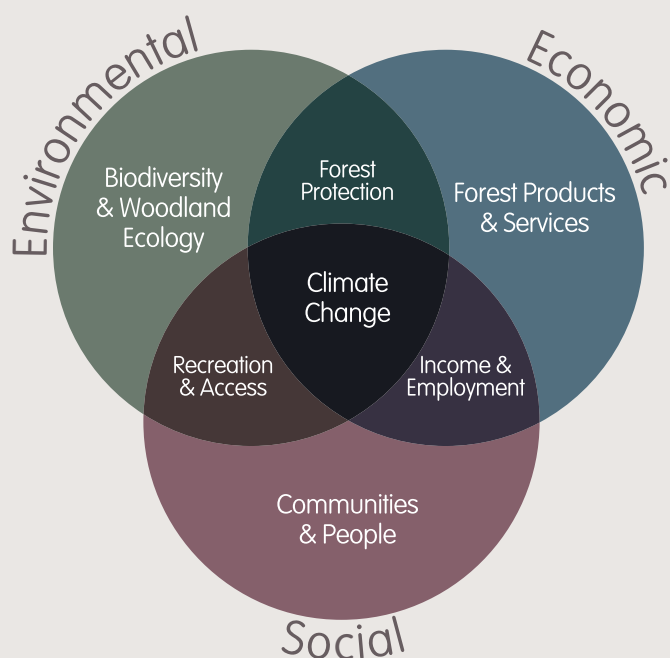 Environmental
Economic
Biodiversity
& Woodland
Ecology
Forest
Protection
Forest Products
& Services
Climate
Change
Recreation
& Access
Income &
Employment
Communities
& People
Social